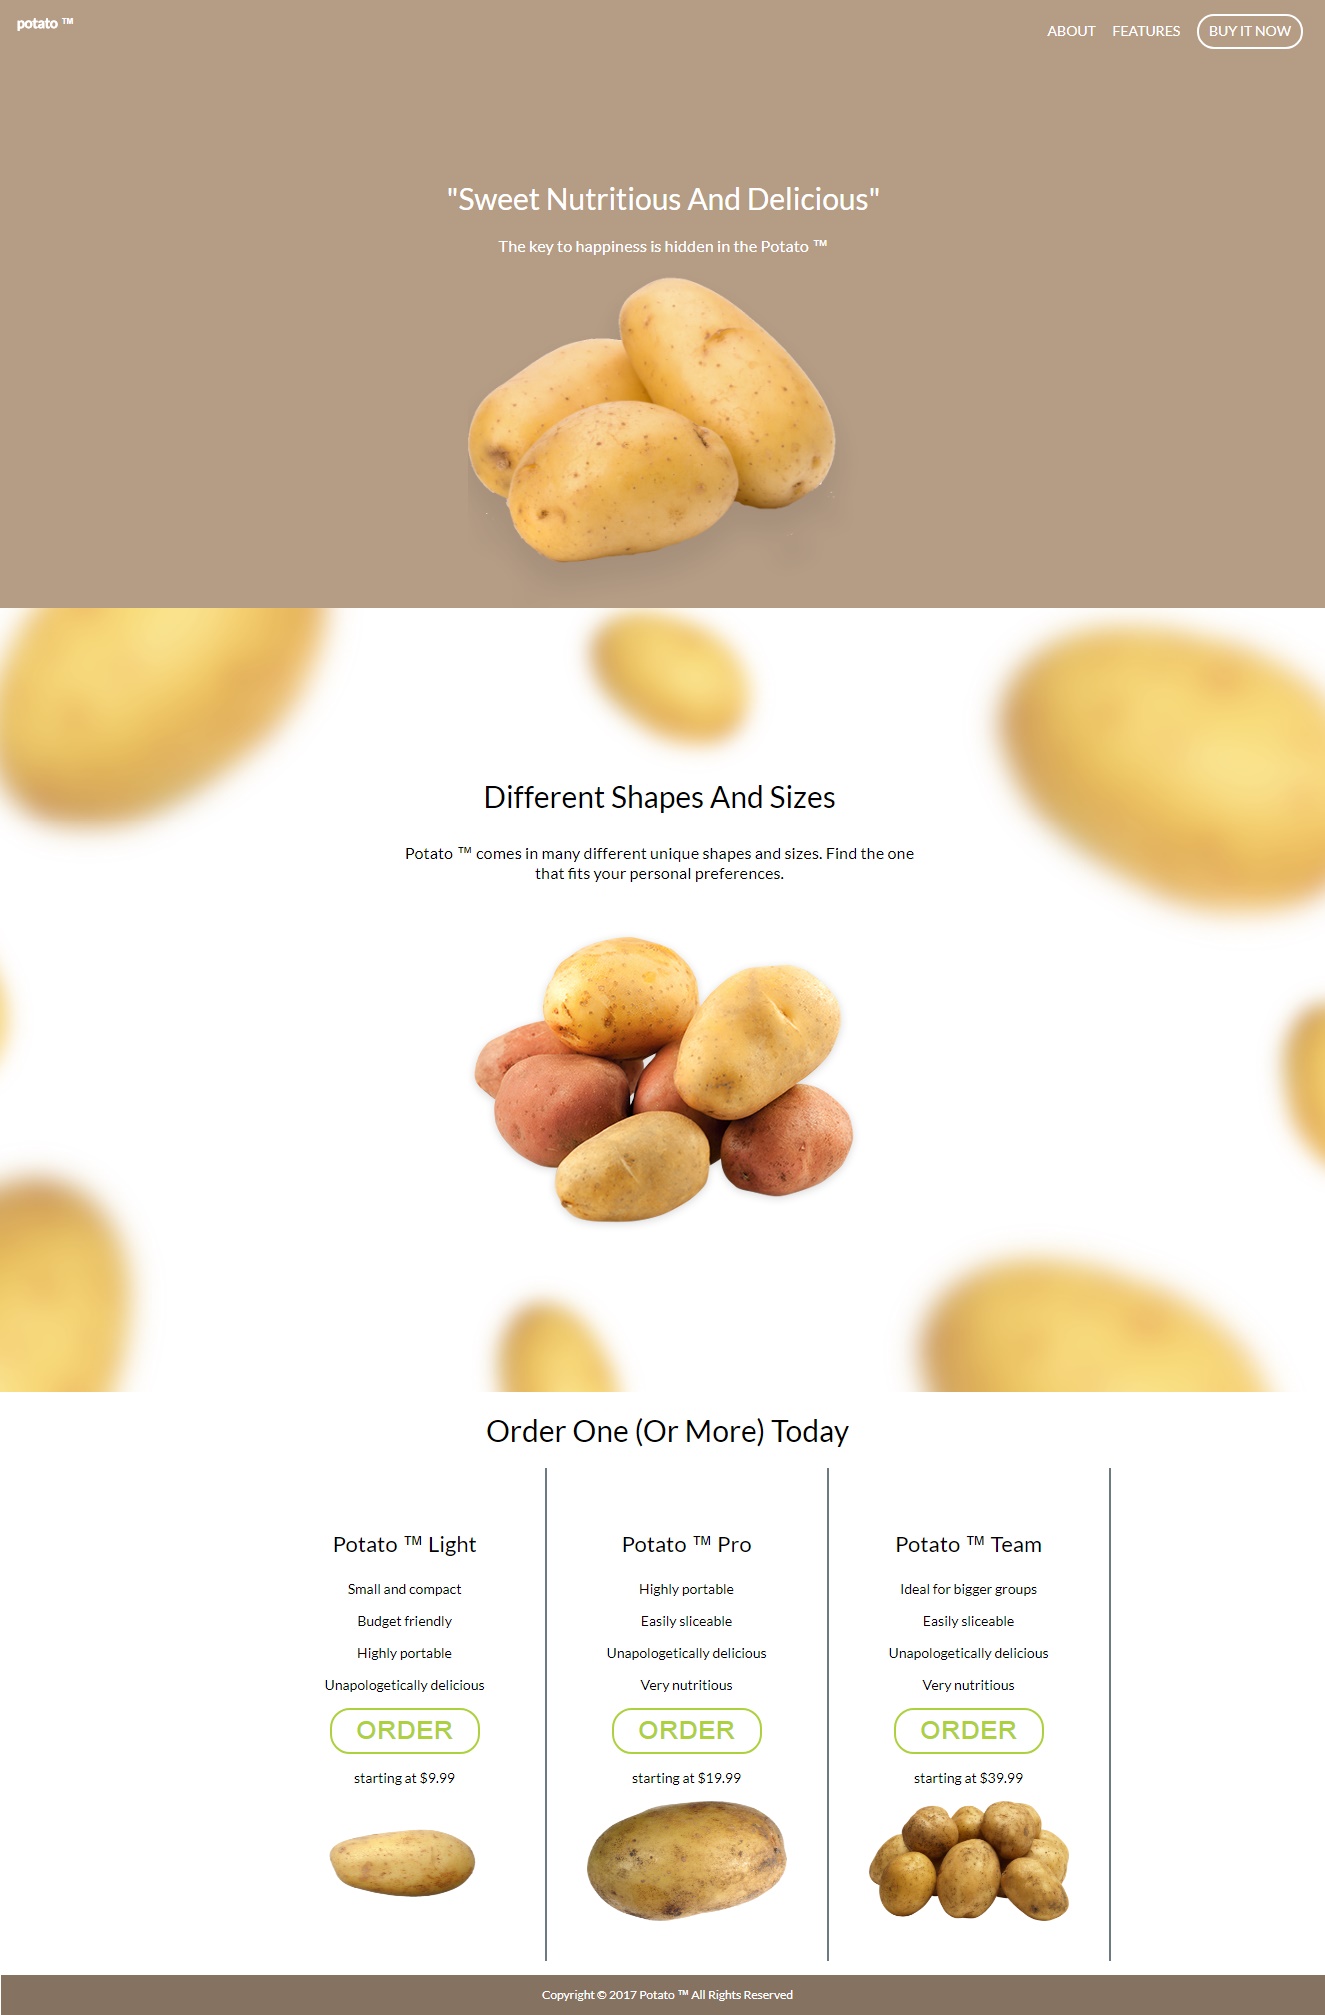 potato ™
ABOUT FEATURES BUY IT NOW
"Sweet Nutritious And Delicious"
The key to happiness is hidden in the Potato ™
Different Shapes And Sizes
Potato ™ comes in many different unique shapes and sizes. Find the one
that fits your personal preferences.
Order One (Or More) Today
Potato ™ Light
Small and compact
Budget friendly
Highly portable
Unapologetically delicious
ORDER
starting at $9.99
Potato ™ Pro
Highly portable
Easily sliceable
Unapologetically delicious
Very nutritious
ORDER
starting at $19.99
Potato ™ Team
Ideal for bigger groups
Easily sliceable
Unapologetically delicious
Very nutritious
ORDER
starting at $39.99
Copyright © 2017 Potato ™ All Rights Reserved